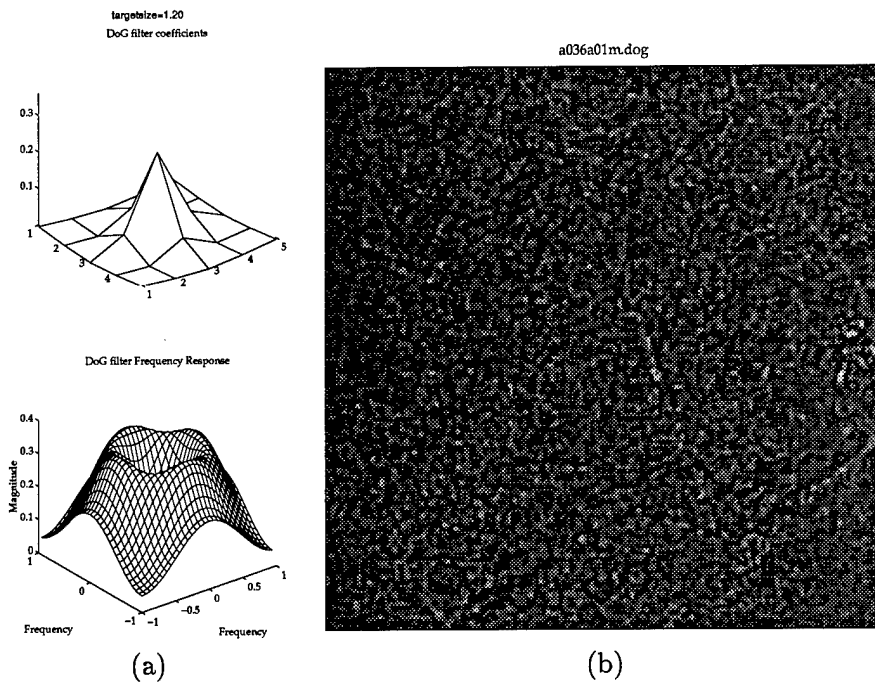 targetsize=1.20
DoG filter coefficients
0.3
0.2
0.1
1
2
3
4
1
2
3
4
5
DoG filter Frequency Response
0.4
0.3
0.2
0.1
0
Magnitude
1
0
-1
-1
-0.5
0
0.5
1
Frequency
Frequency
(a)
a036a01m.dog
(b)